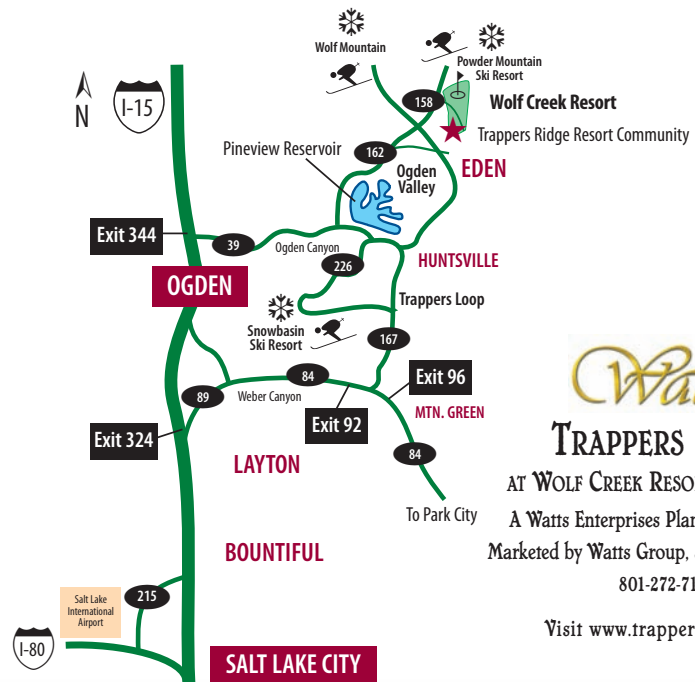 Wolf Mountain
Powder Mountain
Ski Resort
N
I-15
158
Wolf Creek Resort
Trappers Ridge Resort Community
Pineview Reservoir
162
Ogden
Valley
EDEN
Exit 344
39
Ogden Canyon
226
HUNTSVILLE
OGDEN
Trappers Loop
Snowbasin
Ski Resort
167
84
Exit 96
89
Weber Canyon
Exit 92
MTN. GREEN
Exit 324
84
LAYTON
To Park City
BOUNTIFUL
Salt Lake
International
Airport
215
I-80
SALT LAKE CITY
TRAPPERS
AT WOLF CREEK RESO
A Watts Enterprises Plan
Marketed by Watts Group,
801-272-71
Visit www.trapper